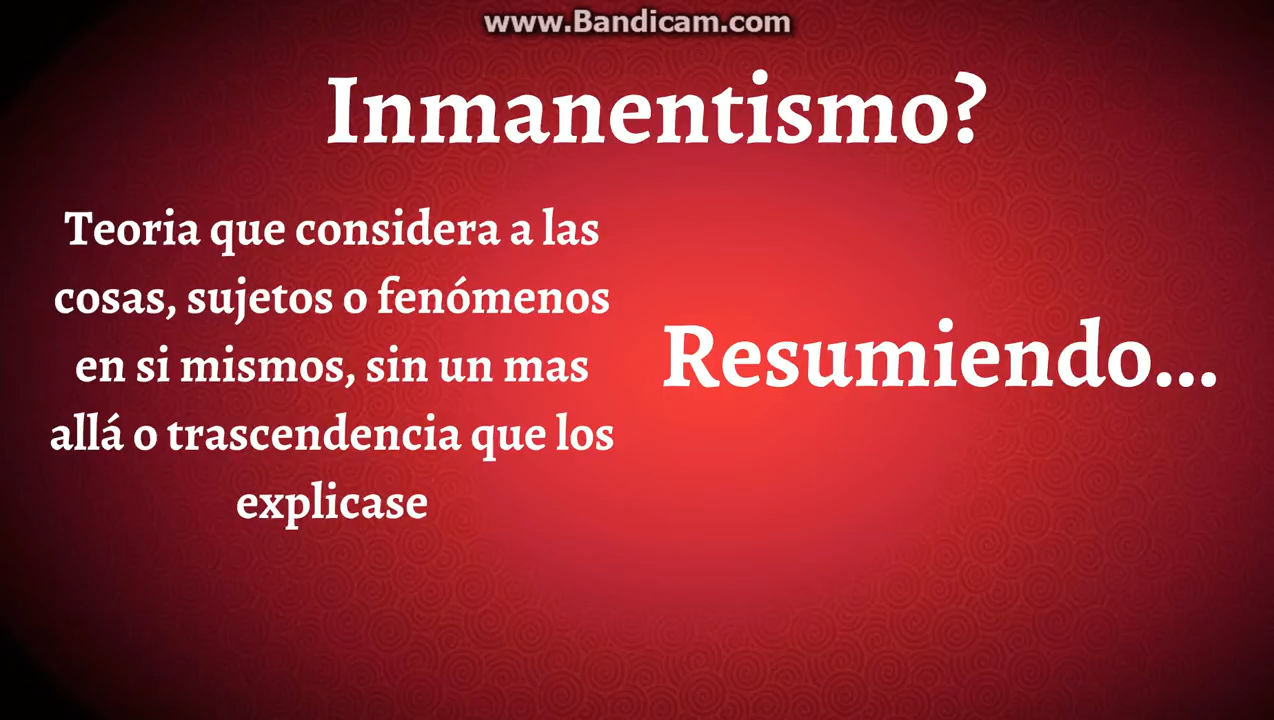 www.Bandicam.com
Inmanentismo?
Teoria que considera a las
cosas, sujetos o fenómenos
en si mismos, sin un mas
allá o trascendencia que los
explicase
Resumiendo...